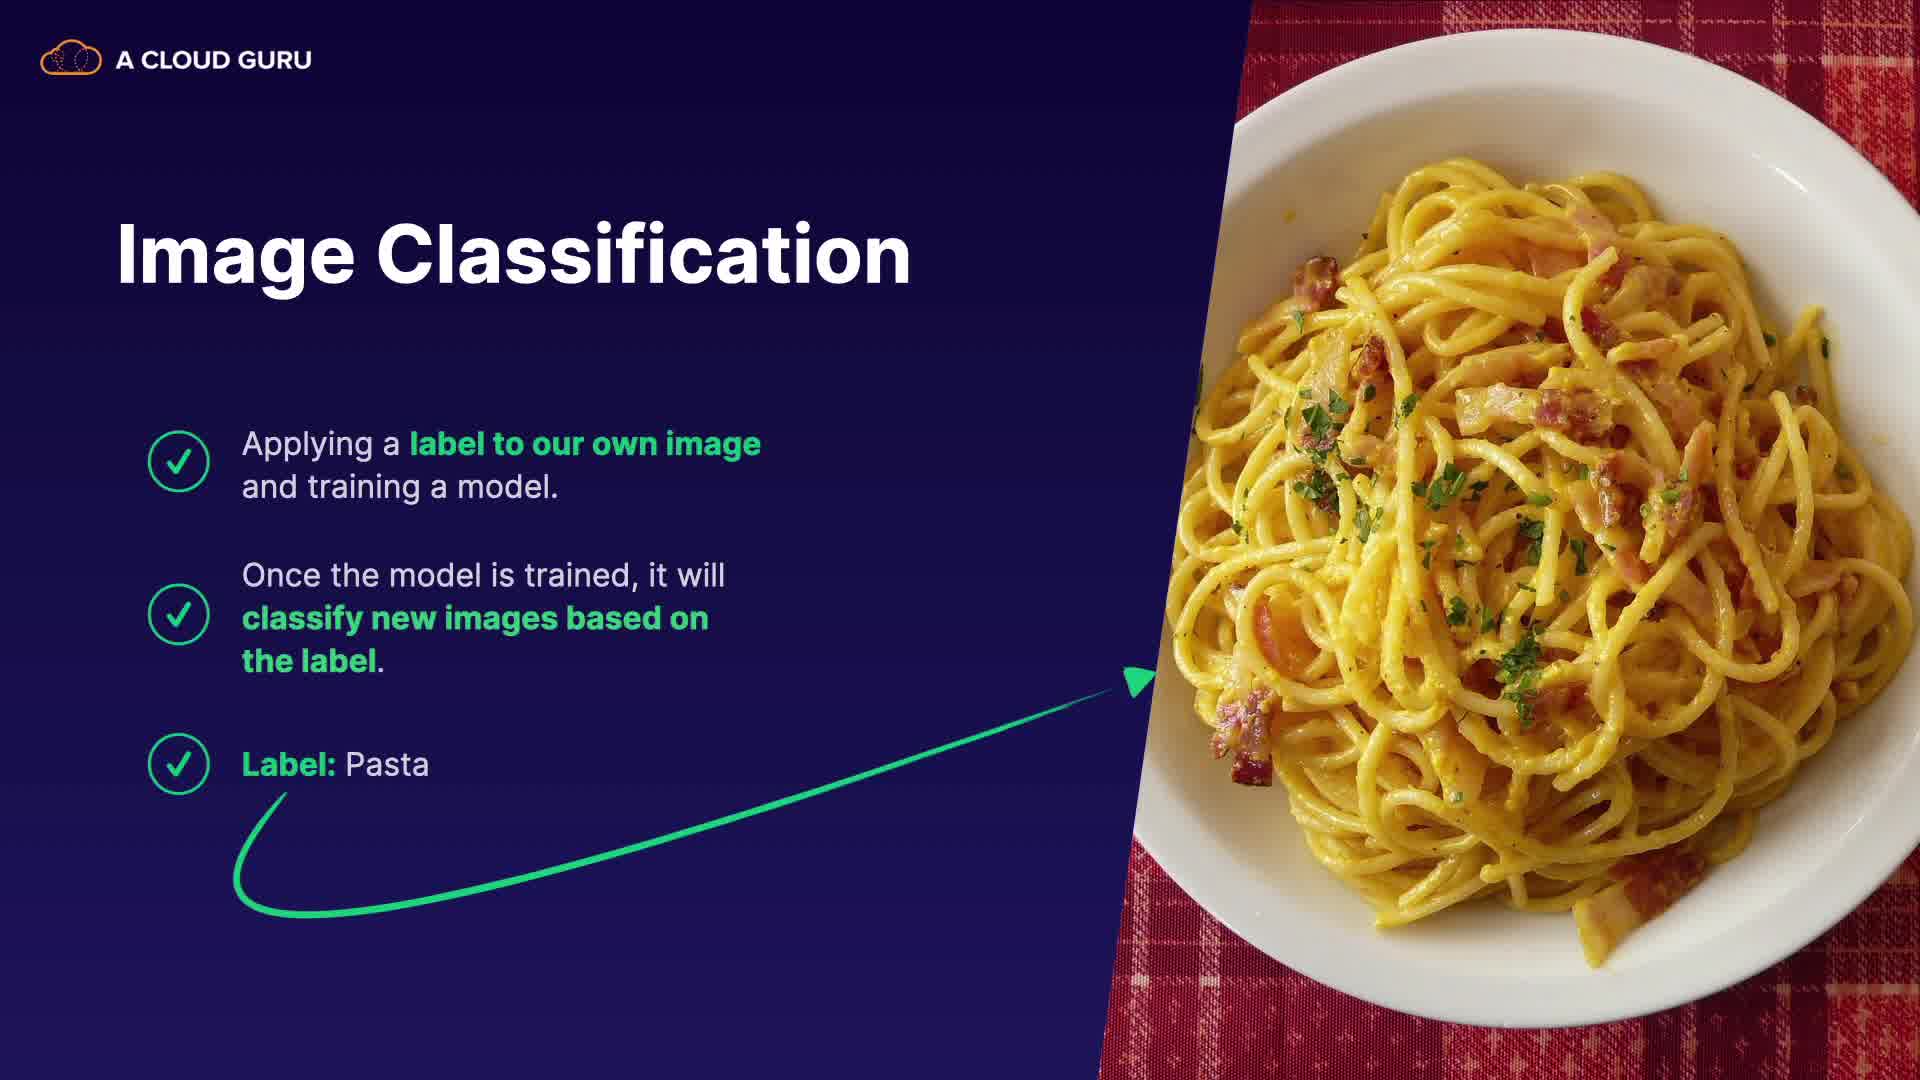 A CLOUD GURU
Image Classification
Applying a label to our own image
and training a model.
Once the model is trained, it will
classify new images based on
the label.
Label: Pasta